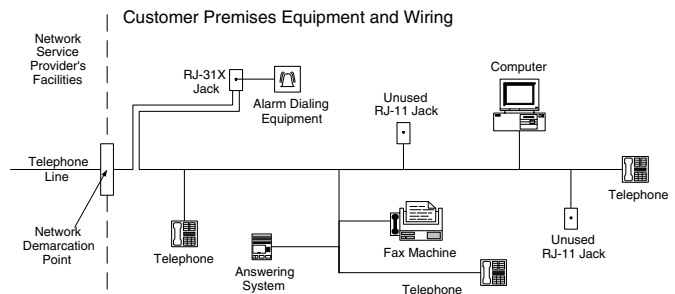 Customer Premises Equipment and Wiring
Network
Service
Provider's
Facilities
RJ-31X
Jack
Alarm Dialing
Equipment
Unused
RJ-11 Jack
Computer
Telephone
Line
Network
Demarcation
Point
Telephone
Answering
System
Fax Machine
Telephone
Unused
RJ-11 Jack
Telephone